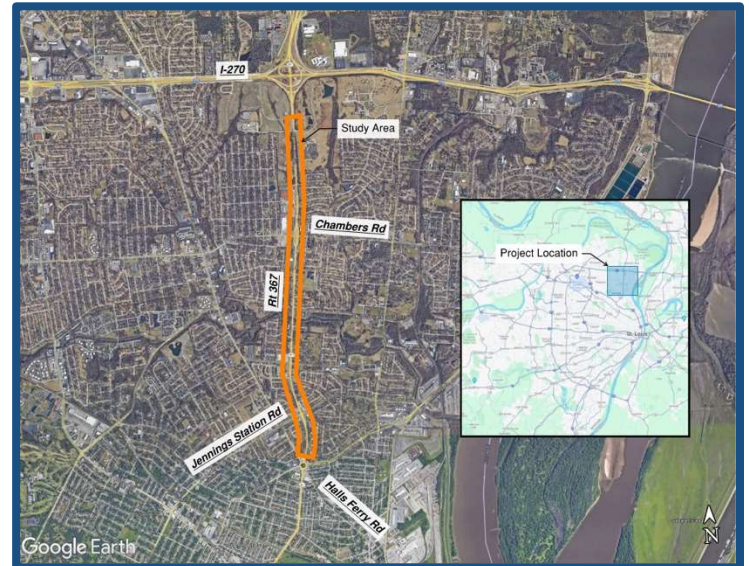 I-270
Study Area
Chambers Rd
Rt 367
Project Location
St. Louis
Jennings Station Rd
Halls Ferry Rd
N
Google Earth